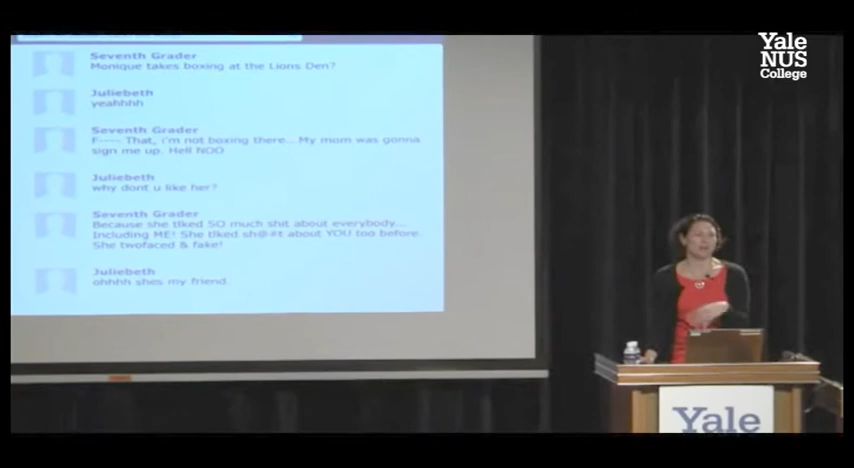 Yale
NUS
College
Seventh Grader
Monique takes boxing at the Lions Den?
Juliebeth
yeahhhh
Seventh Grader
F---- That, i'm not boxing there... My mom was gonna
sign me up. Hell NOO
Juliebeth
why dont u like her?
Seventh Grader
Because she tlked SO much shit about everybody...
Including ME! She tlked sh@#t about YOU too before.
She twofaced & fake!
Juliebeth
ohhhh shes my friend.
Yale